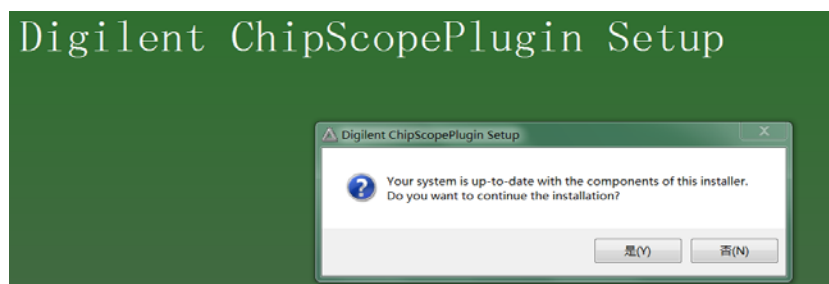 Digilent ChipScopePlugin Setup
Digilent ChipScopePlugin Setup
Your system is up-to-date with the components of this installer.
Do you want to continue the installation?
是(Y) 否(N)